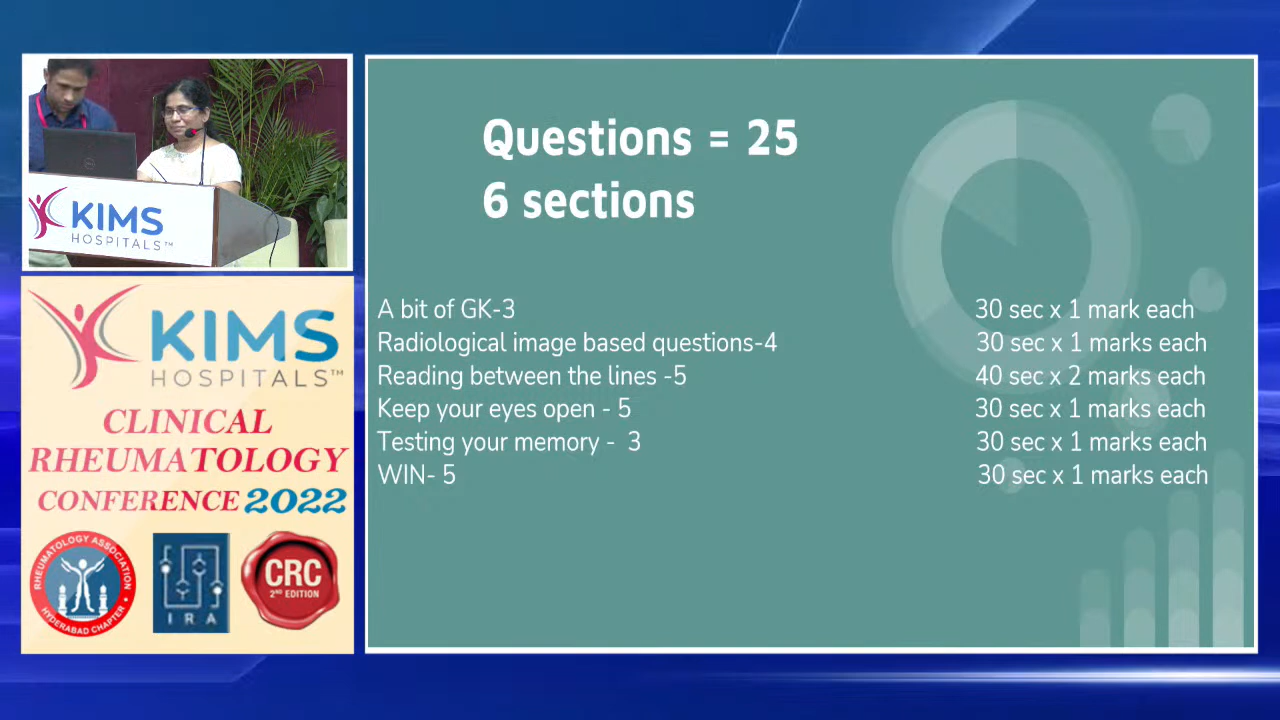 KIMS
HOSPITALS™
KIMS
HOSPITALS™
CLINICAL
RHEUMATOLOGY
CONFERENCE 2022
RHEUMATOLOGY ASSOCIATION
HYDERABAD CHAPTER
IRA
CRC
2ND EDITION
Questions = 25
6 sections
A bit of GK-3 30 sec x 1 mark each
Radiological image based questions-4 30 sec x 1 marks each
Reading between the lines -5 40 sec x 2 marks each
Keep your eyes open - 5 30 sec x 1 marks each
Testing your memory - 3 30 sec x 1 marks each
WIN- 5 30 sec x 1 marks each